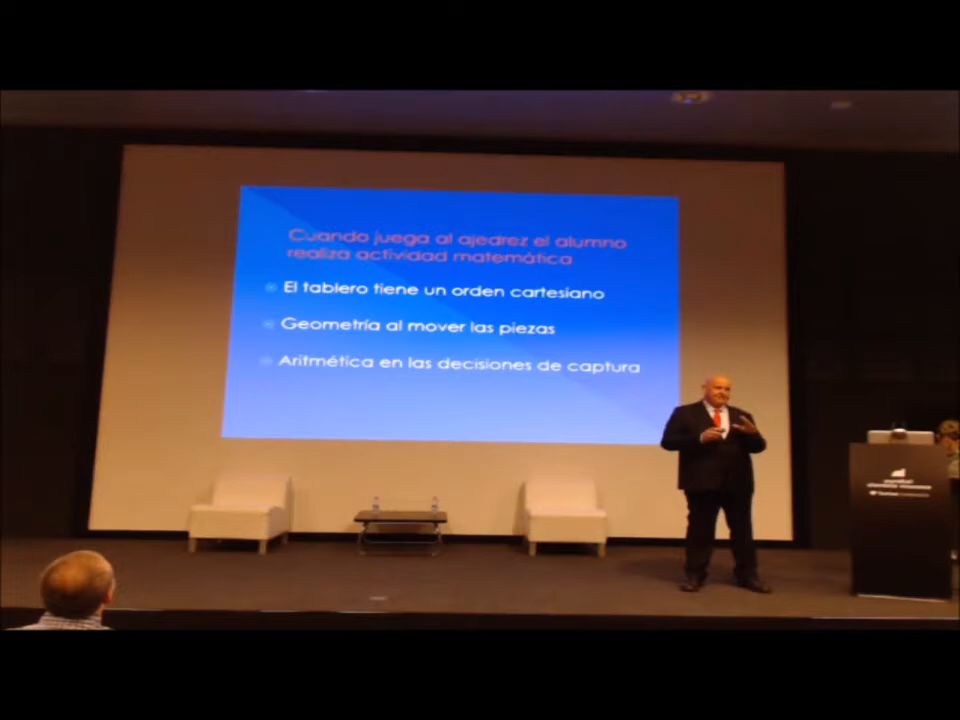 Cuando juega al ajedrez el alumno
realiza actividad matemática
El tablero tiene un orden cartesiano
Geometría al mover las piezas
Aritmética en las decisiones de captura